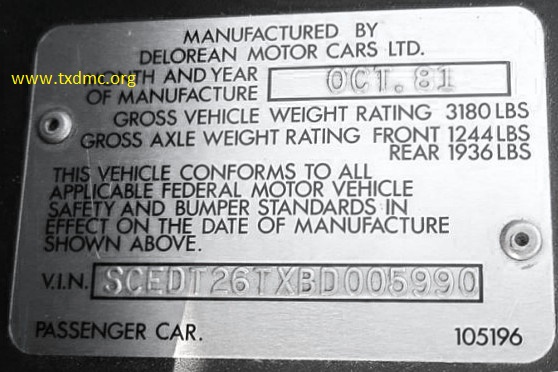 MANUFACTURED BY
DELOREAN MOTOR CARS LTD.
www.txdmc.org
AND YEAR
OF MANUFACTURE
OCT. 81
GROSS VEHICLE WEIGHT RATING 3180 LBS
GROSS AXLE WEIGHT RATING FRONT 1244 LBS
REAR 1936 LBS
THIS VEHICLE CONFORMS TO ALL
APPLICABLE FEDERAL MOTOR VEHICLE
SAFETY AND BUMPER STANDARDS IN
EFFECT ON THE DATE OF MANUFACTURE
SHOWN ABOVE.
V.I.N. SCEDT26TXBD005990
PASSENGER CAR. 105196